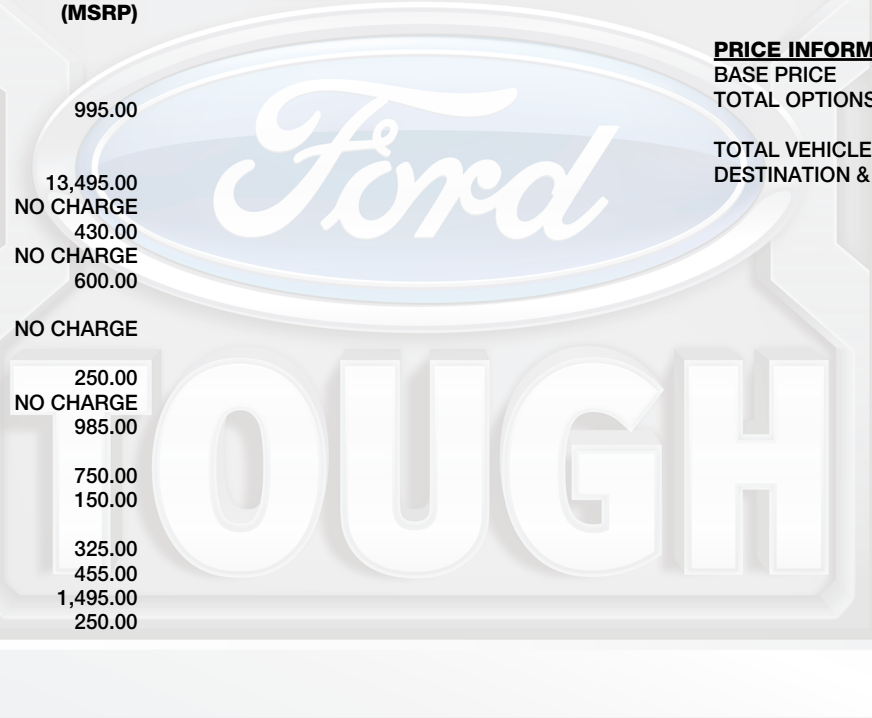 (MSRP)
995.00
13,495.00
NO CHARGE
430.00
NO CHARGE
600.00
NO CHARGE
250.00
NO CHARGE
985.00
750.00
150.00
325.00
455.00
1,495.00
250.00
PRICE INFORM
BASE PRICE
TOTAL OPTIONS
TOTAL VEHICLE
DESTINATION &
Ford
TOUGH